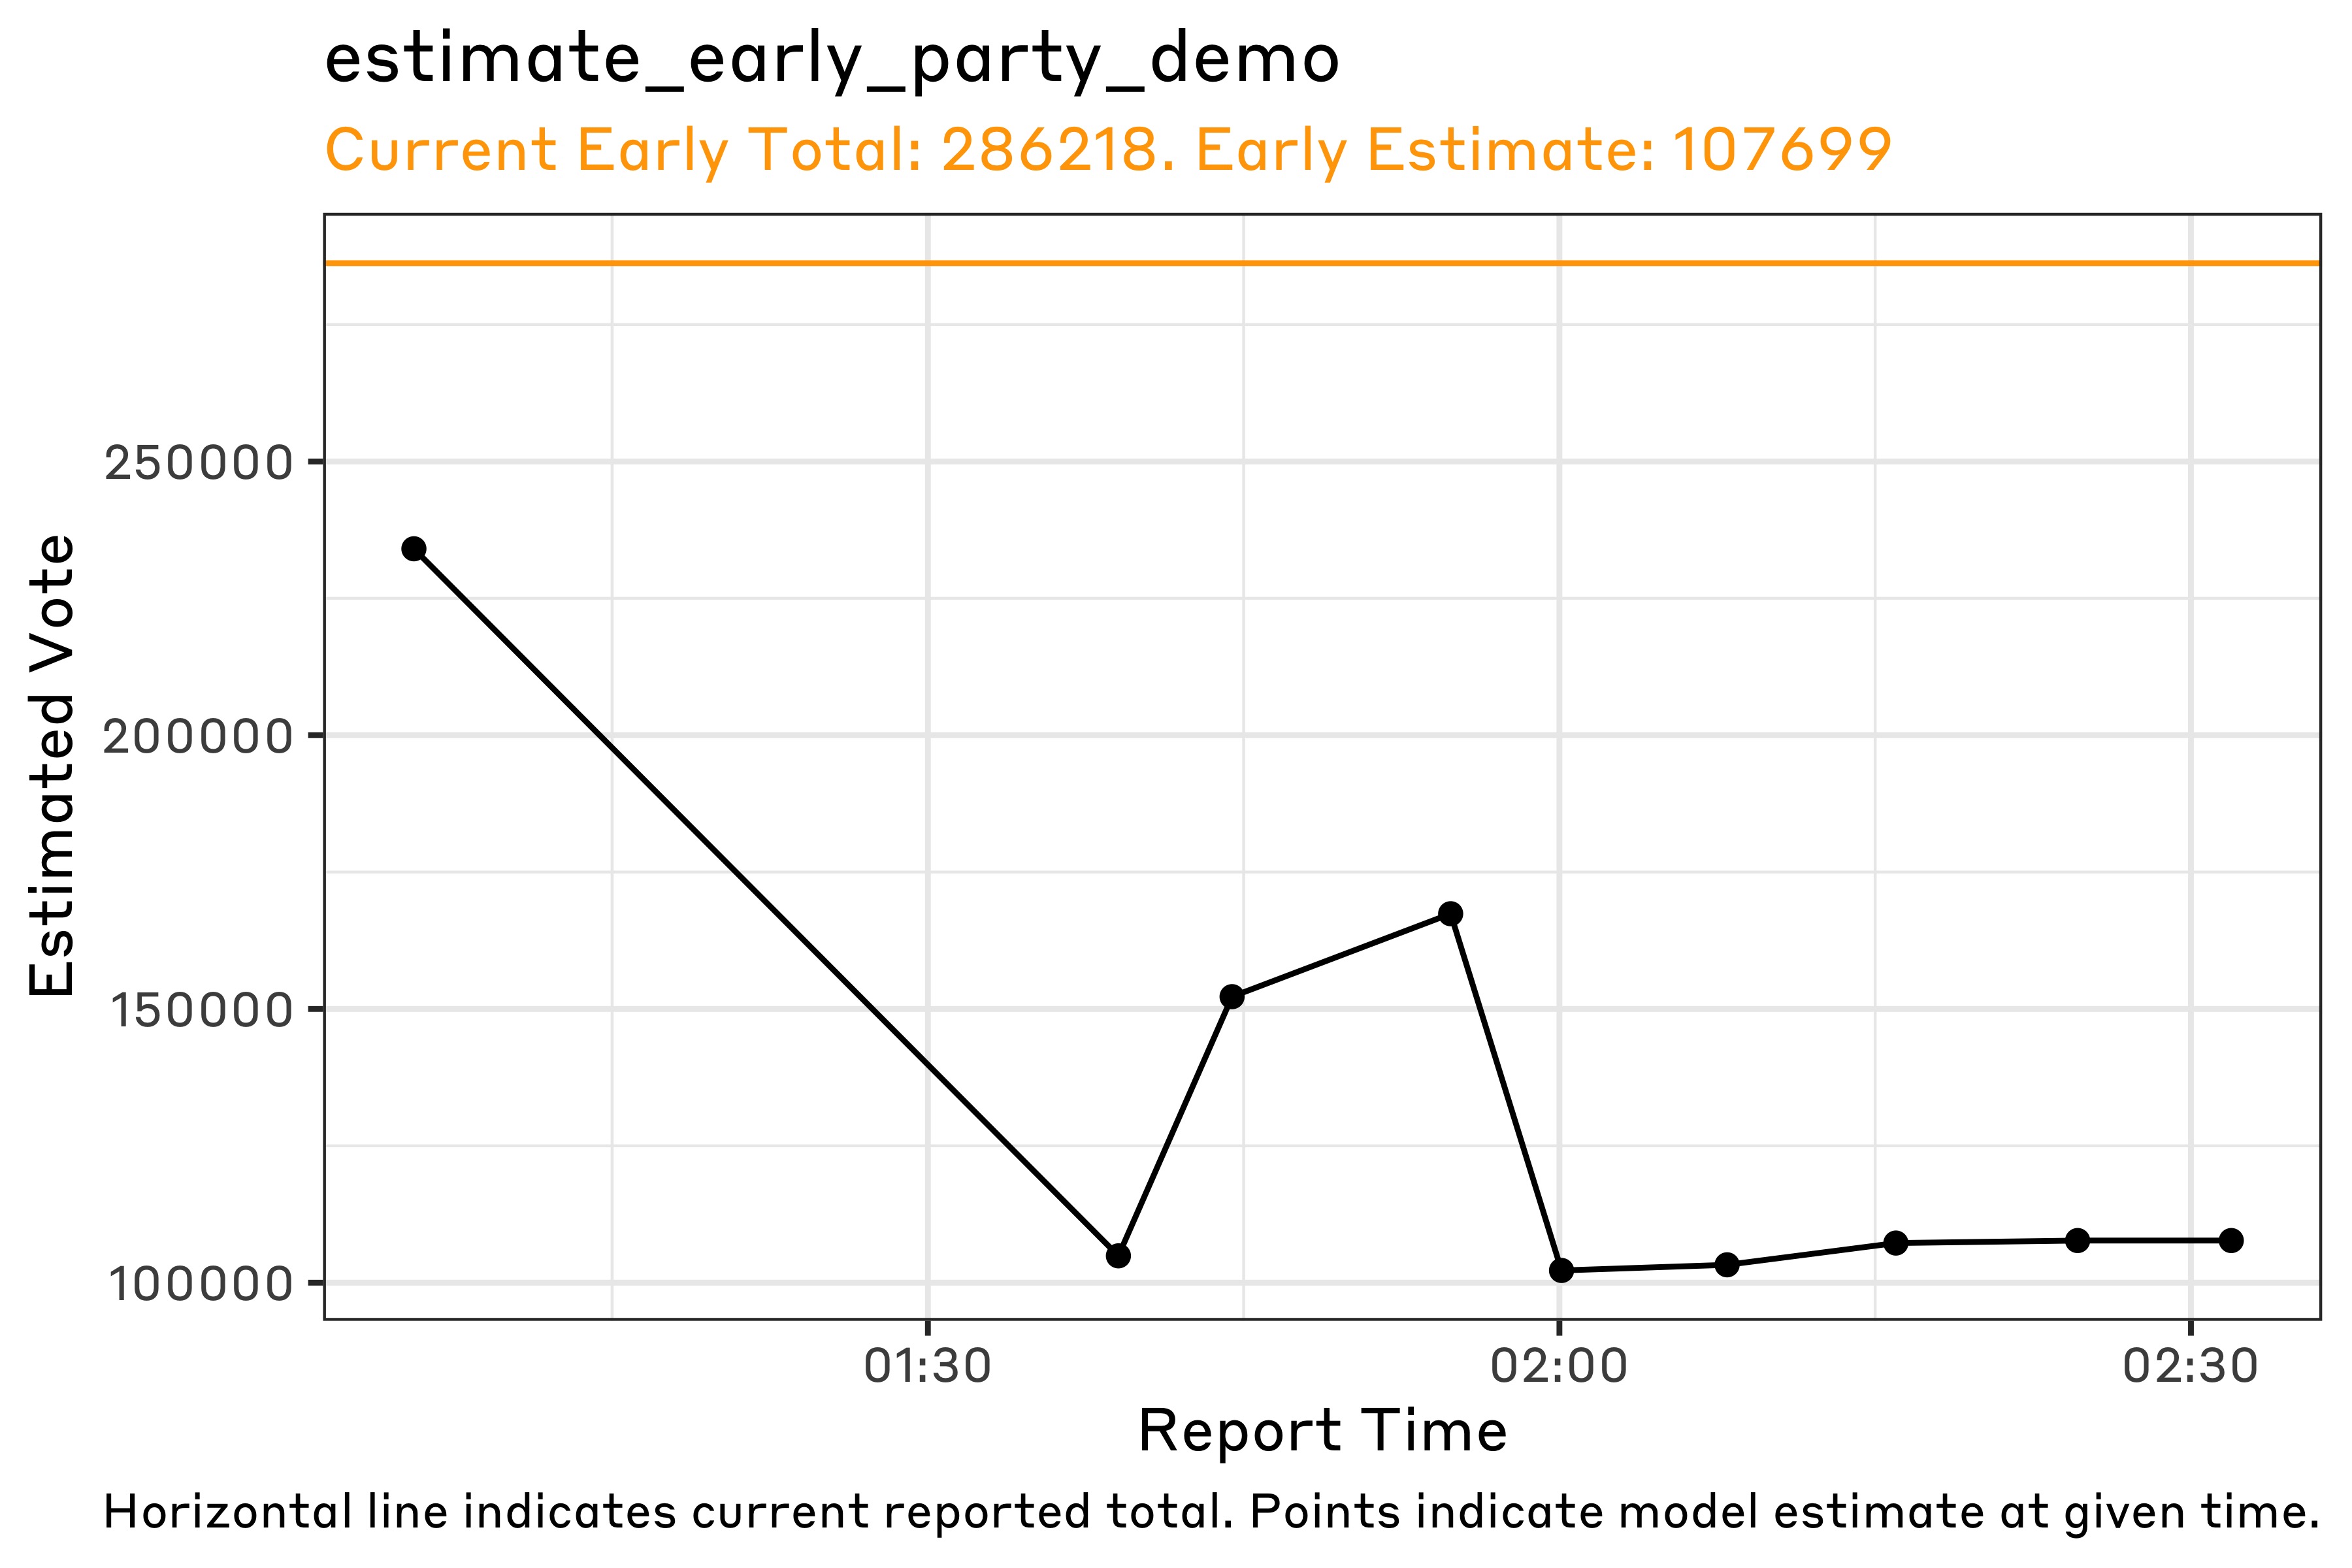 estimate_early_party_demo
Current Early Total: 286218. Early Estimate: 107699
Estimated Vote
250000
200000
150000
100000
01:30 02:00 02:30
Report Time
Horizontal line indicates current reported total. Points indicate model estimate at given time.